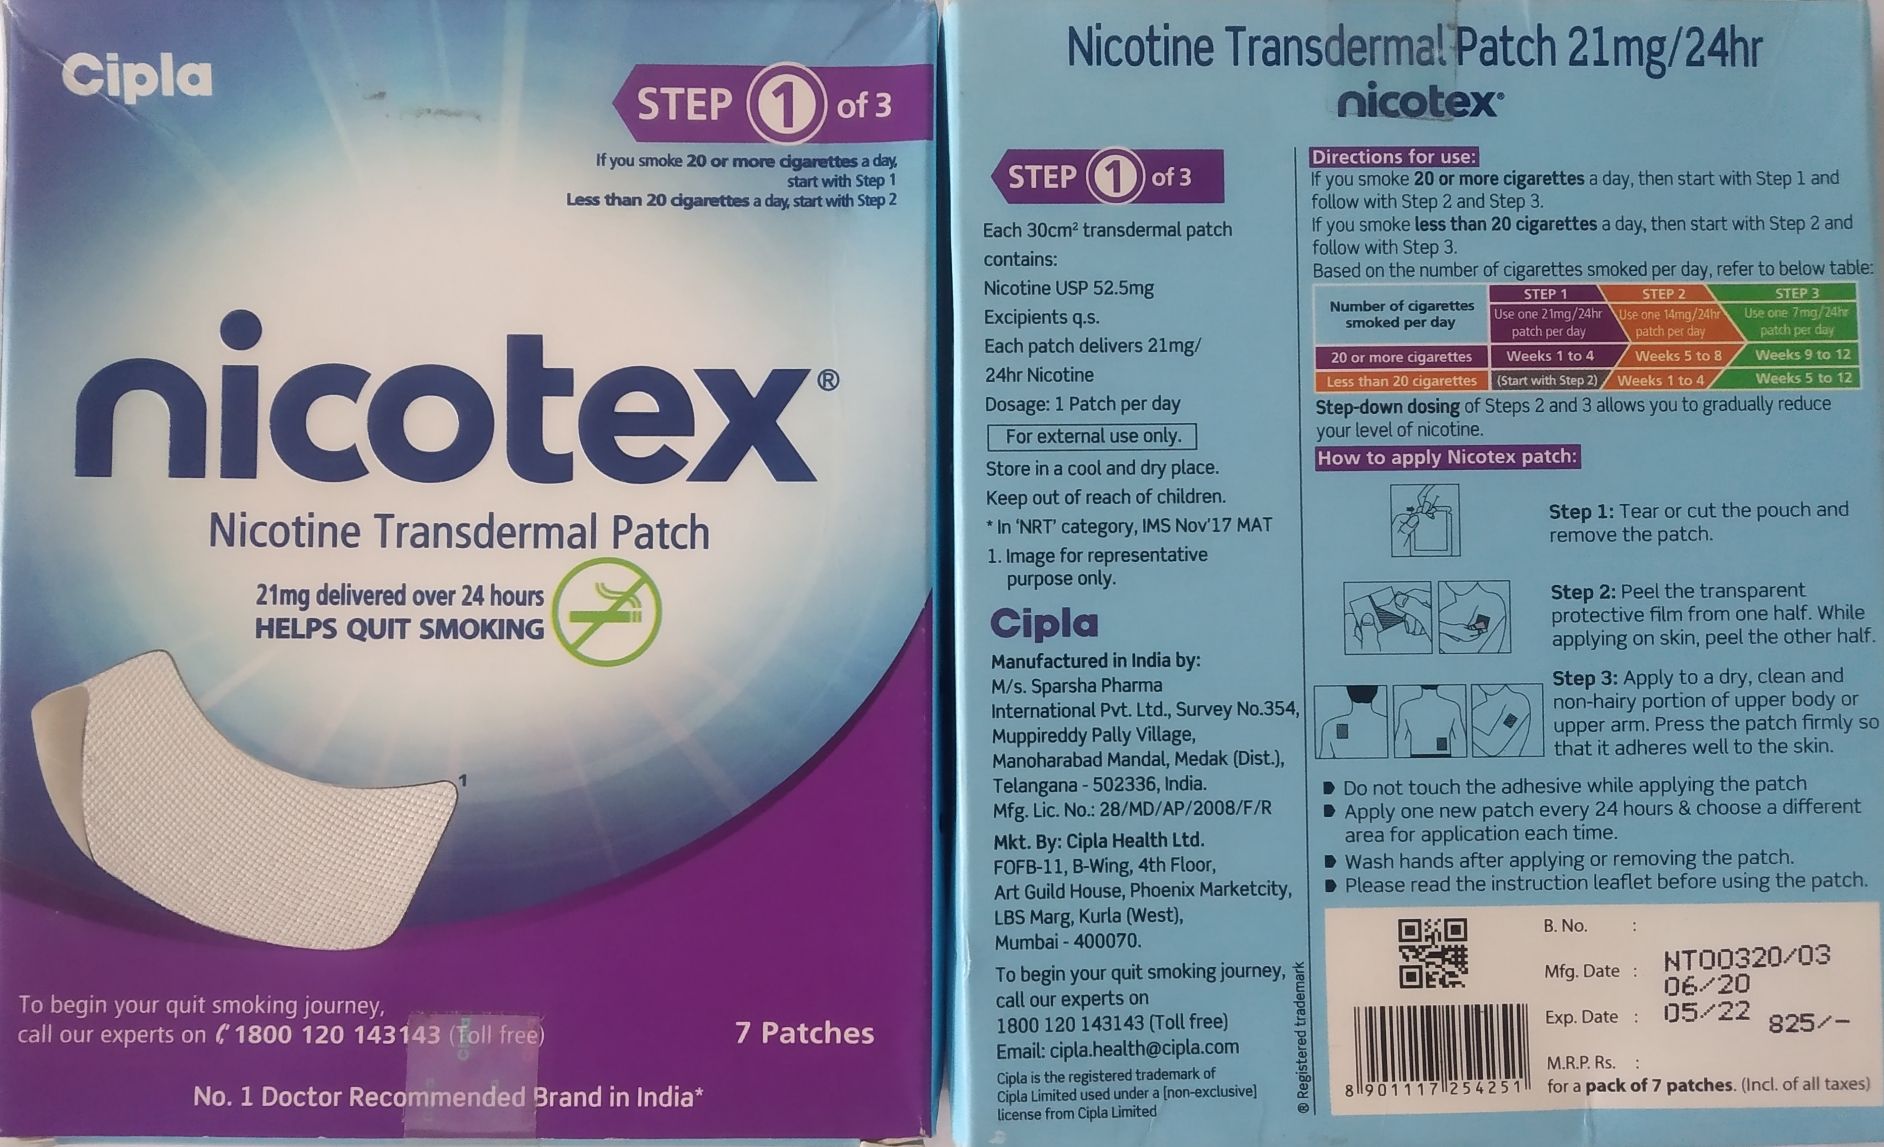 Cipla
STEP 1 of 3
If you smoke 20 or more cigarettes a day,
start with Step 1
Less than 20 cigarettes a day, start with Step 2
nicotex®
Nicotine Transdermal Patch
21mg delivered over 24 hours
HELPS QUIT SMOKING
1
To begin your quit smoking journey,
call our experts on 1800 120 143143 (Toll free)
7 Patches
No. 1 Doctor Recommended Brand in India*
Nicotine Transdermal Patch 21mg/24hr
nicotex®
STEP 1 of 3
Each 30cm² transdermal patch
contains:
Nicotine USP 52.5mg
Excipients q.s.
Each patch delivers 21mg/
24hr Nicotine
Dosage: 1 Patch per day
For external use only.
Store in a cool and dry place.
Keep out of reach of children.
* In 'NRT' category, IMS Nov'17 MAT
1. Image for representative
purpose only.
Cipla
Manufactured in India by:
M/s. Sparsha Pharma
International Pvt. Ltd., Survey No.354,
Muppireddy Pally Village,
Manoharabad Mandal, Medak (Dist.),
Telangana - 502336, India.
Mfg. Lic. No.: 28/MD/AP/2008/F/R
Mkt. By: Cipla Health Ltd.
FOFB-11, B-Wing, 4th Floor,
Art Guild House, Phoenix Marketcity,
LBS Marg, Kurla (West),
Mumbai - 400070.
To begin your quit smoking journey,
call our experts on
1800 120 143143 (Toll free)
Email: cipla.health@cipla.com
Cipla is the registered trademark of
Cipla Limited used under a [non-exclusive]
license from Cipla Limited
® Registered trademark
Directions for use:
If you smoke 20 or more cigarettes a day, then start with Step 1 and
follow with Step 2 and Step 3.
If you smoke less than 20 cigarettes a day, then start with Step 2 and
follow with Step 3.
Based on the number of cigarettes smoked per day, refer to below table:
Number of cigarettes
smoked per day
STEP 1
Use one 21mg/24hr
patch per day
STEP 2
Use one 14mg/24hr
patch per day
STEP 3
Use one 7mg/24hr
patch per day
20 or more cigarettes Weeks 1 to 4 Weeks 5 to 8 Weeks 9 to 12
Less than 20 cigarettes (Start with Step 2) Weeks 1 to 4 Weeks 5 to 12
Step-down dosing of Steps 2 and 3 allows you to gradually reduce
your level of nicotine.
How to apply Nicotex patch:
Step 1: Tear or cut the pouch and
remove the patch.
Step 2: Peel the transparent
protective film from one half. While
applying on skin, peel the other half.
Step 3: Apply to a dry, clean and
non-hairy portion of upper body or
upper arm. Press the patch firmly so
that it adheres well to the skin.
Do not touch the adhesive while applying the patch
Apply one new patch every 24 hours & choose a different
area for application each time.
Wash hands after applying or removing the patch.
Please read the instruction leaflet before using the patch.
B. No. : NT00320/03
Mfg. Date : 06/20
Exp. Date : 05/22
825/-
M.R.P. Rs. :
for a pack of 7 patches. (Incl. of all taxes)
8 901117 254251